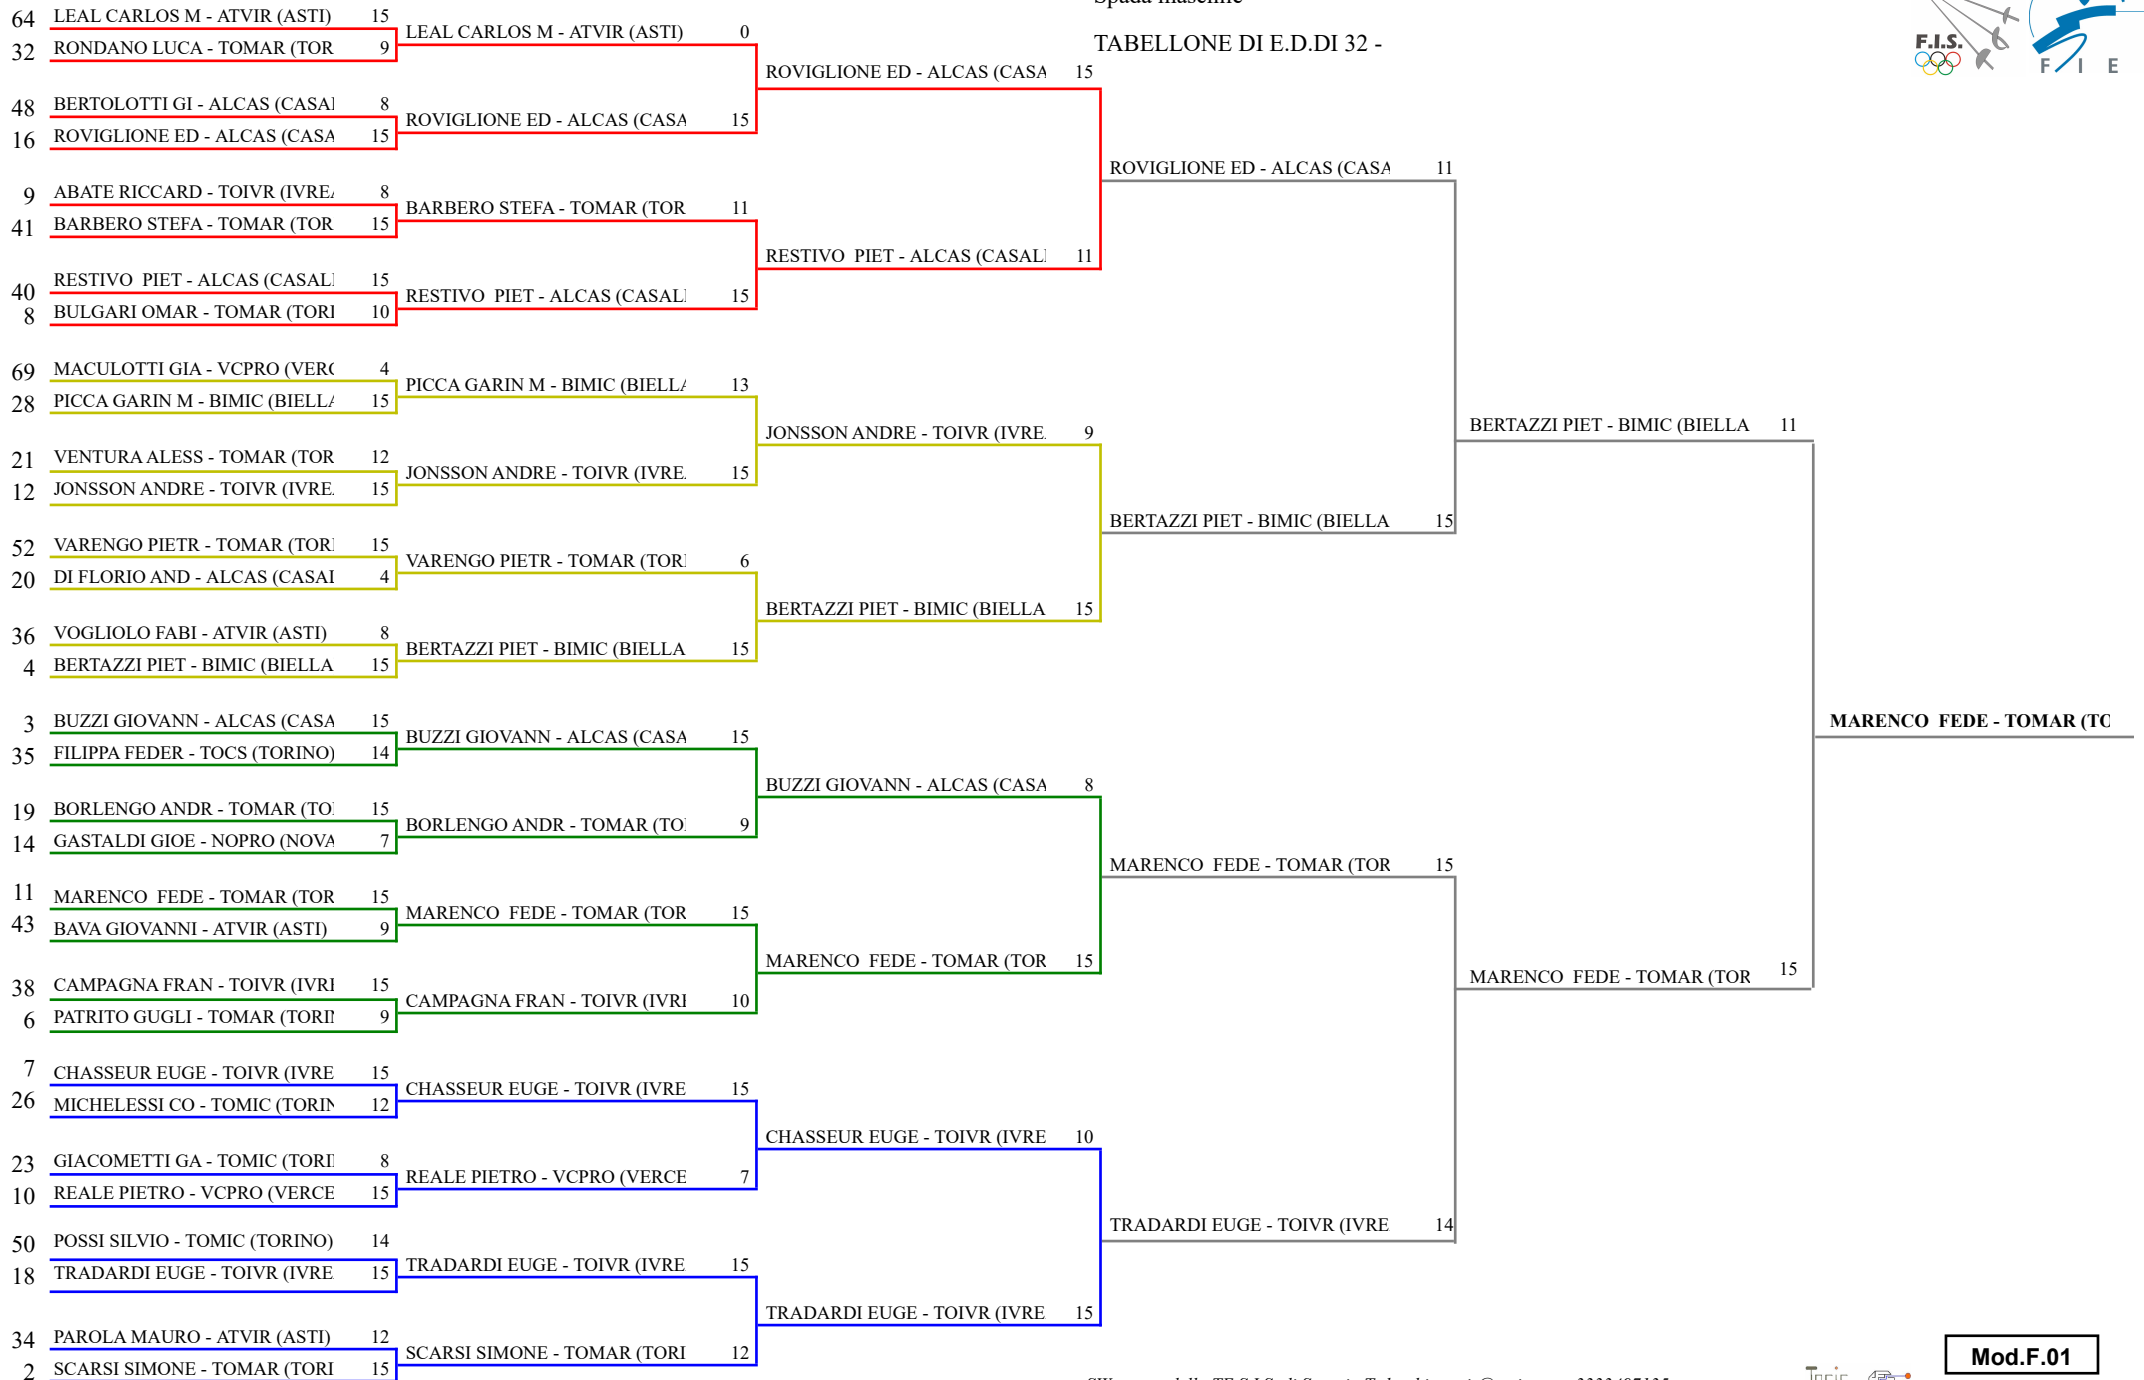 Spada maschile
TABELLONE DI E.D.DI 32 -
F.I.S.
F I E
64 LEAL CARLOS M - ATVIR (ASTI) 15
32 RONDANO LUCA - TOMAR (TOR 9
48 BERTOLOTTI GI - ALCAS (CASAI 8
16 ROVIGLIONE ED - ALCAS (CASA 15
9 ABATE RICCARD - TOIVR (IVREA 8
41 BARBERO STEFA - TOMAR (TOR 15
40 RESTIVO PIET - ALCAS (CASALI 15
8 BULGARI OMAR - TOMAR (TORI 10
69 MACULOTTI GIA - VCPRO (VERC 4
28 PICCA GARIN M - BIMIC (BIELLA 15
21 VENTURA ALESS - TOMAR (TOR 12
12 JONSSON ANDRE - TOIVR (IVRE 15
52 VARENGO PIETR - TOMAR (TORI 15
20 DI FLORIO AND - ALCAS (CASAI 4
36 VOGLIOLO FABI - ATVIR (ASTI) 8
4 BERTAZZI PIET - BIMIC (BIELLA 15
3 BUZZI GIOVANN - ALCAS (CASA 15
35 FILIPPA FEDER - TOCS (TORINO) 14
19 BORLENGO ANDR - TOMAR (TO 15
14 GASTALDI GIOE - NOPRO (NOVA 7
11 MARENCO FEDE - TOMAR (TOR 15
43 BAVA GIOVANNI - ATVIR (ASTI) 9
38 CAMPAGNA FRAN - TOIVR (IVRI 15
6 PATRITO GUGLI - TOMAR (TORIN 9
7 CHASSEUR EUGE - TOIVR (IVRE 15
26 MICHELESSI CO - TOMIC (TORIN 12
23 GIACOMETTI GA - TOMIC (TORI 8
10 REALE PIETRO - VCPRO (VERCE 15
50 POSSI SILVIO - TOMIC (TORINO) 14
18 TRADARDI EUGE - TOIVR (IVRE 15
34 PAROLA MAURO - ATVIR (ASTI) 12
2 SCARSI SIMONE - TOMAR (TORI 15
LEAL CARLOS M - ATVIR (ASTI) 0
ROVIGLIONE ED - ALCAS (CASA 15
BARBERO STEFA - TOMAR (TOR 11
RESTIVO PIET - ALCAS (CASALI 15
PICCA GARIN M - BIMIC (BIELLA 13
JONSSON ANDRE - TOIVR (IVRE 15
VARENGO PIETR - TOMAR (TORI 6
BERTAZZI PIET - BIMIC (BIELLA 15
BUZZI GIOVANN - ALCAS (CASA 15
BORLENGO ANDR - TOMAR (TO 9
MARENCO FEDE - TOMAR (TOR 15
CAMPAGNA FRAN - TOIVR (IVRI 10
CHASSEUR EUGE - TOIVR (IVRE 15
REALE PIETRO - VCPRO (VERCE 7
TRADARDI EUGE - TOIVR (IVRE 15
SCARSI SIMONE - TOMAR (TORI 12
ROVIGLIONE ED - ALCAS (CASA 15
RESTIVO PIET - ALCAS (CASALI 11
JONSSON ANDRE - TOIVR (IVRE 9
BERTAZZI PIET - BIMIC (BIELLA 15
BUZZI GIOVANN - ALCAS (CASA 8
MARENCO FEDE - TOMAR (TOR 15
CHASSEUR EUGE - TOIVR (IVRE 10
TRADARDI EUGE - TOIVR (IVRE 15
ROVIGLIONE ED - ALCAS (CASA 11
BERTAZZI PIET - BIMIC (BIELLA 15
MARENCO FEDE - TOMAR (TOR 15
TRADARDI EUGE - TOIVR (IVRE 14
BERTAZZI PIET - BIMIC (BIELLA 11
MARENCO FEDE - TOMAR (TOR 15
MARENCO FEDE - TOMAR (TO
Mod.F.01